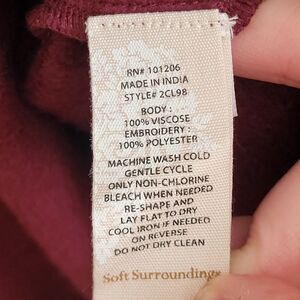 RN# 101206
MADE IN INDIA
STYLE# 2CL98
BODY :
100% VISCOSE
EMBROIDERY :
100% POLYESTER
MACHINE WASH COLD
GENTLE CYCLE
ONLY NON-CHLORINE
BLEACH WHEN NEEDED
RE-SHAPE AND
LAY FLAT TO DRY
COOL IRON IF NEEDED
ON REVERSE
DO NOT DRY CLEAN
Soft Surroundings